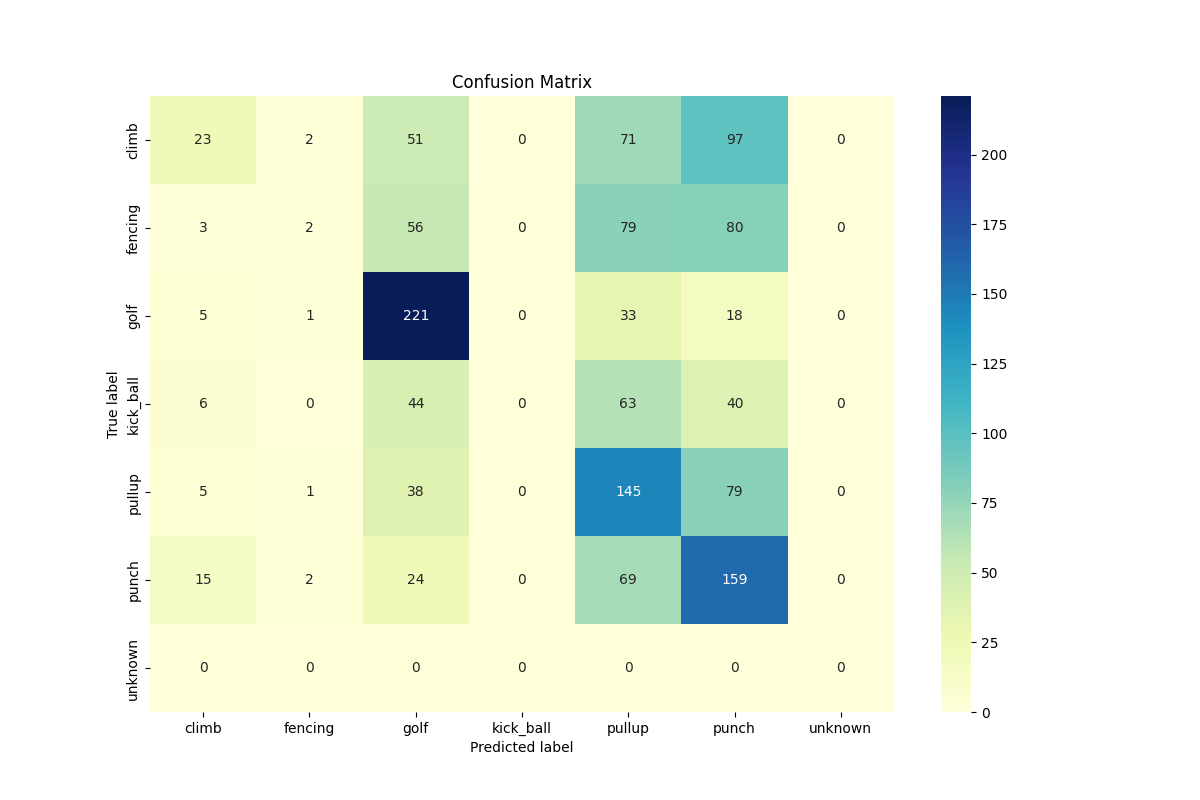 Confusion Matrix
True label
climb 23 2 51 0 71 97 0
fencing 3 2 56 0 79 80 0
golf 5 1 221 0 33 18 0
kick_ball 6 0 44 0 63 40 0
pullup 5 1 38 0 145 79 0
punch 15 2 24 0 69 159 0
unknown 0 0 0 0 0 0 0
climb fencing golf kick_ball pullup punch unknown
Predicted label
200
175
150
125
100
75
50
25
0